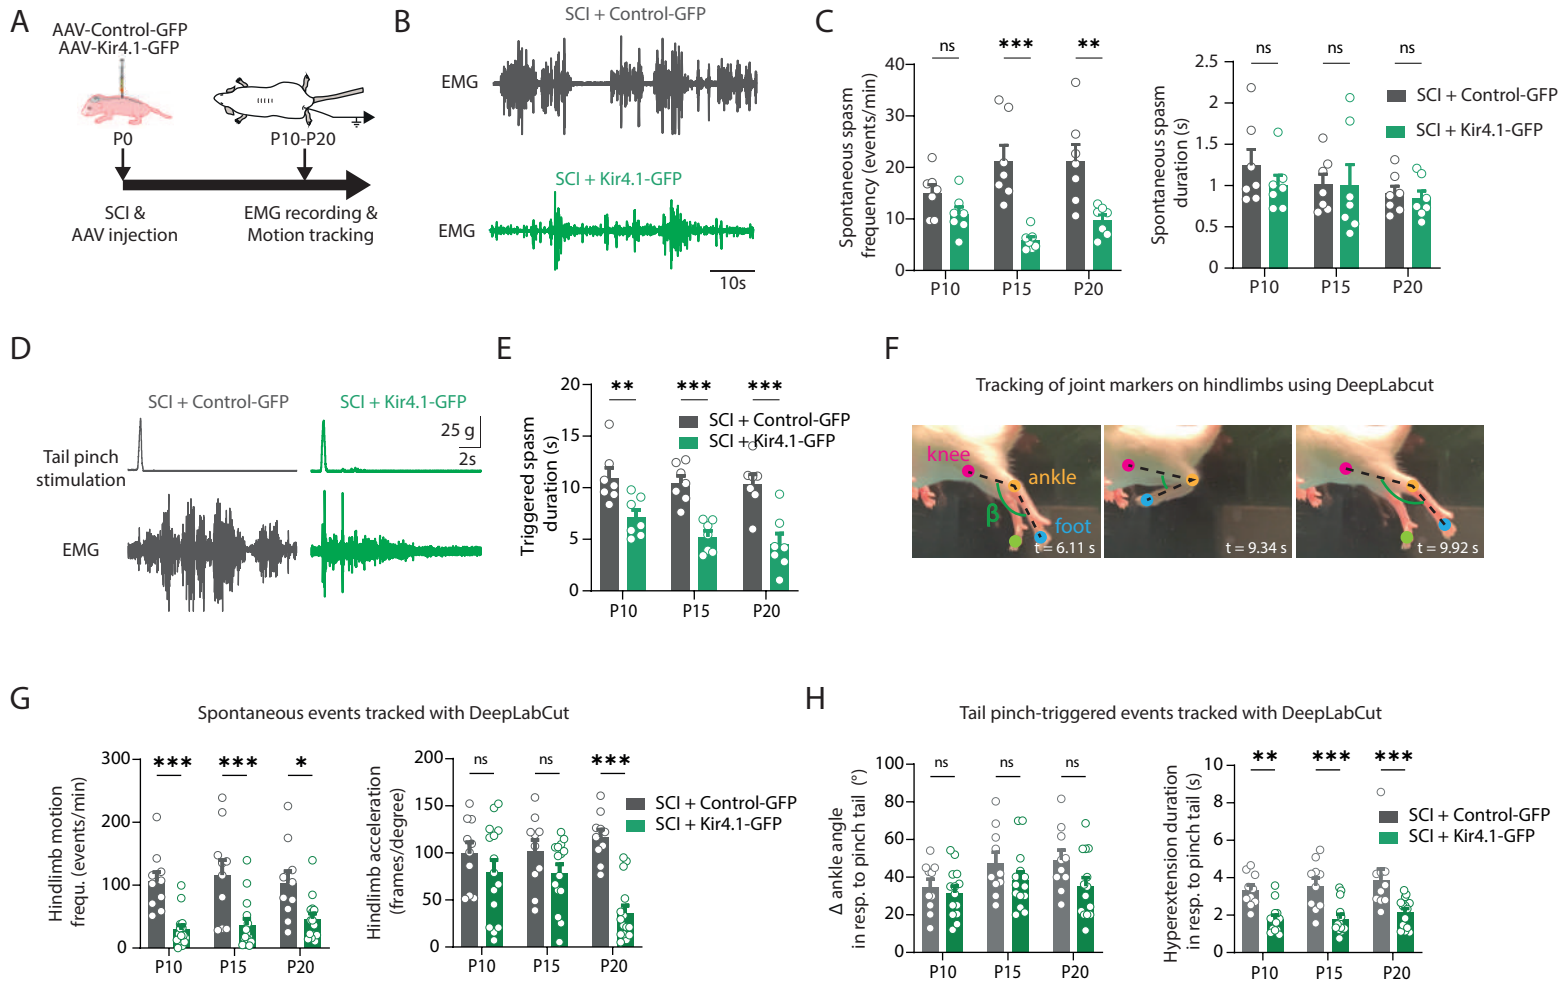 A
AAV-Control-GFP
AAV-Kir4.1-GFP
P0
P10-P20
SCI &
AAV injection
EMG recording &
Motion tracking
B
SCI + Control-GFP
EMG
SCI + Kir4.1-GFP
EMG
10s
C
Spontaneous spasm
frequency (events/min)
40
30
20
10
0
ns
***
**
P10
P15
P20
Spontaneous spasm
duration (s)
2.5
2
1.5
1
0.5
0
ns
ns
ns
P10
P15
P20
SCI + Control-GFP
SCI + Kir4.1-GFP
D
SCI + Control-GFP
SCI + Kir4.1-GFP
25 g
2s
Tail pinch
stimulation
EMG
E
Triggered spasm
duration (s)
20
15
10
5
0
**
***
***
SCI + Control-GFP
SCI + Kir4.1-GFP
P10
P15
P20
F
Tracking of joint markers on hindlimbs using DeepLabcut
knee
ankle
β
foot
t = 6.11 s
t = 9.34 s
t = 9.92 s
G
Spontaneous events tracked with DeepLabCut
Hindlimb motion
frequ. (events/min)
300
200
100
0
***
***
*
P10
P15
P20
Hindlimb acceleration
(frames/degree)
200
150
100
50
0
ns
ns
***
P10
P15
P20
SCI + Control-GFP
SCI + Kir4.1-GFP
H
Tail pinch-triggered events tracked with DeepLabCut
Δ ankle angle
in resp. to pinch tail (°)
100
80
60
40
20
0
ns
ns
ns
P10
P15
P20
Hyperextension duration
in resp. to pinch tail (s)
10
8
6
4
2
0
**
***
***
P10
P15
P20
SCI + Control-GFP
SCI + Kir4.1-GFP